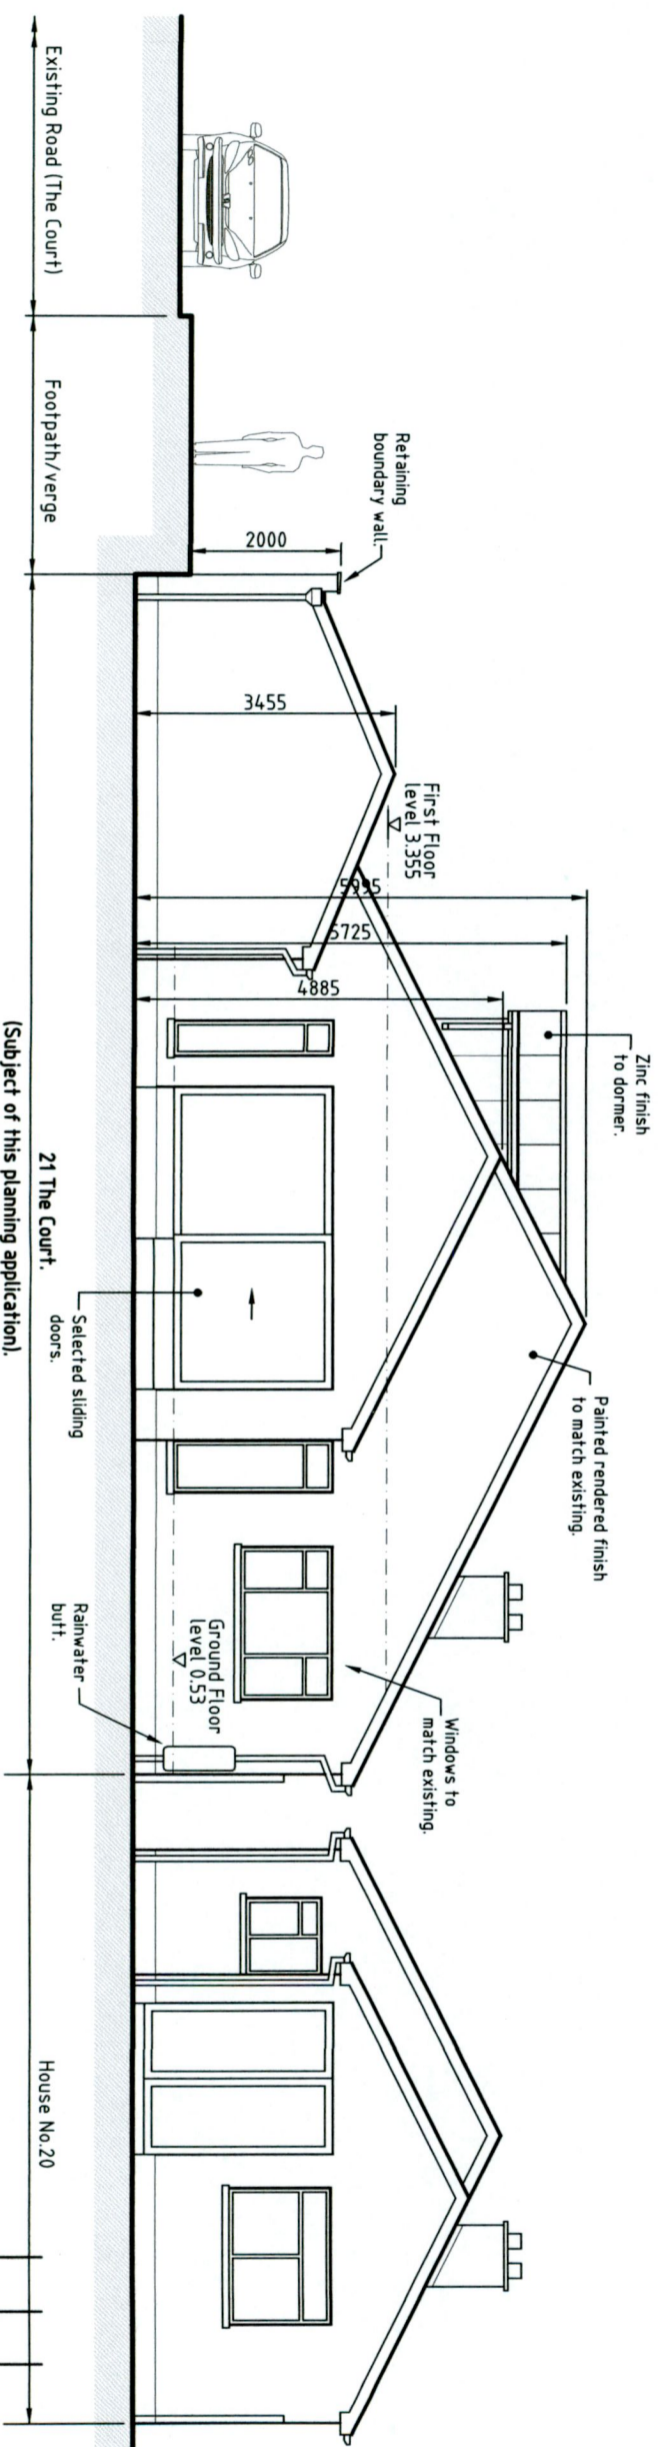 Existing Road (The Court)
Footpath/verge
Retaining
boundary wall.
2000
3455
First Floor
level 3.355
5995
5725
4885
Zinc finish
to dormer.
Painted rendered finish
to match existing.
Selected sliding
doors.
21 The Court.
(Subject of this planning application).
Windows to
match existing.
Ground Floor
level 0.53
Rainwater
butt.
House No.20